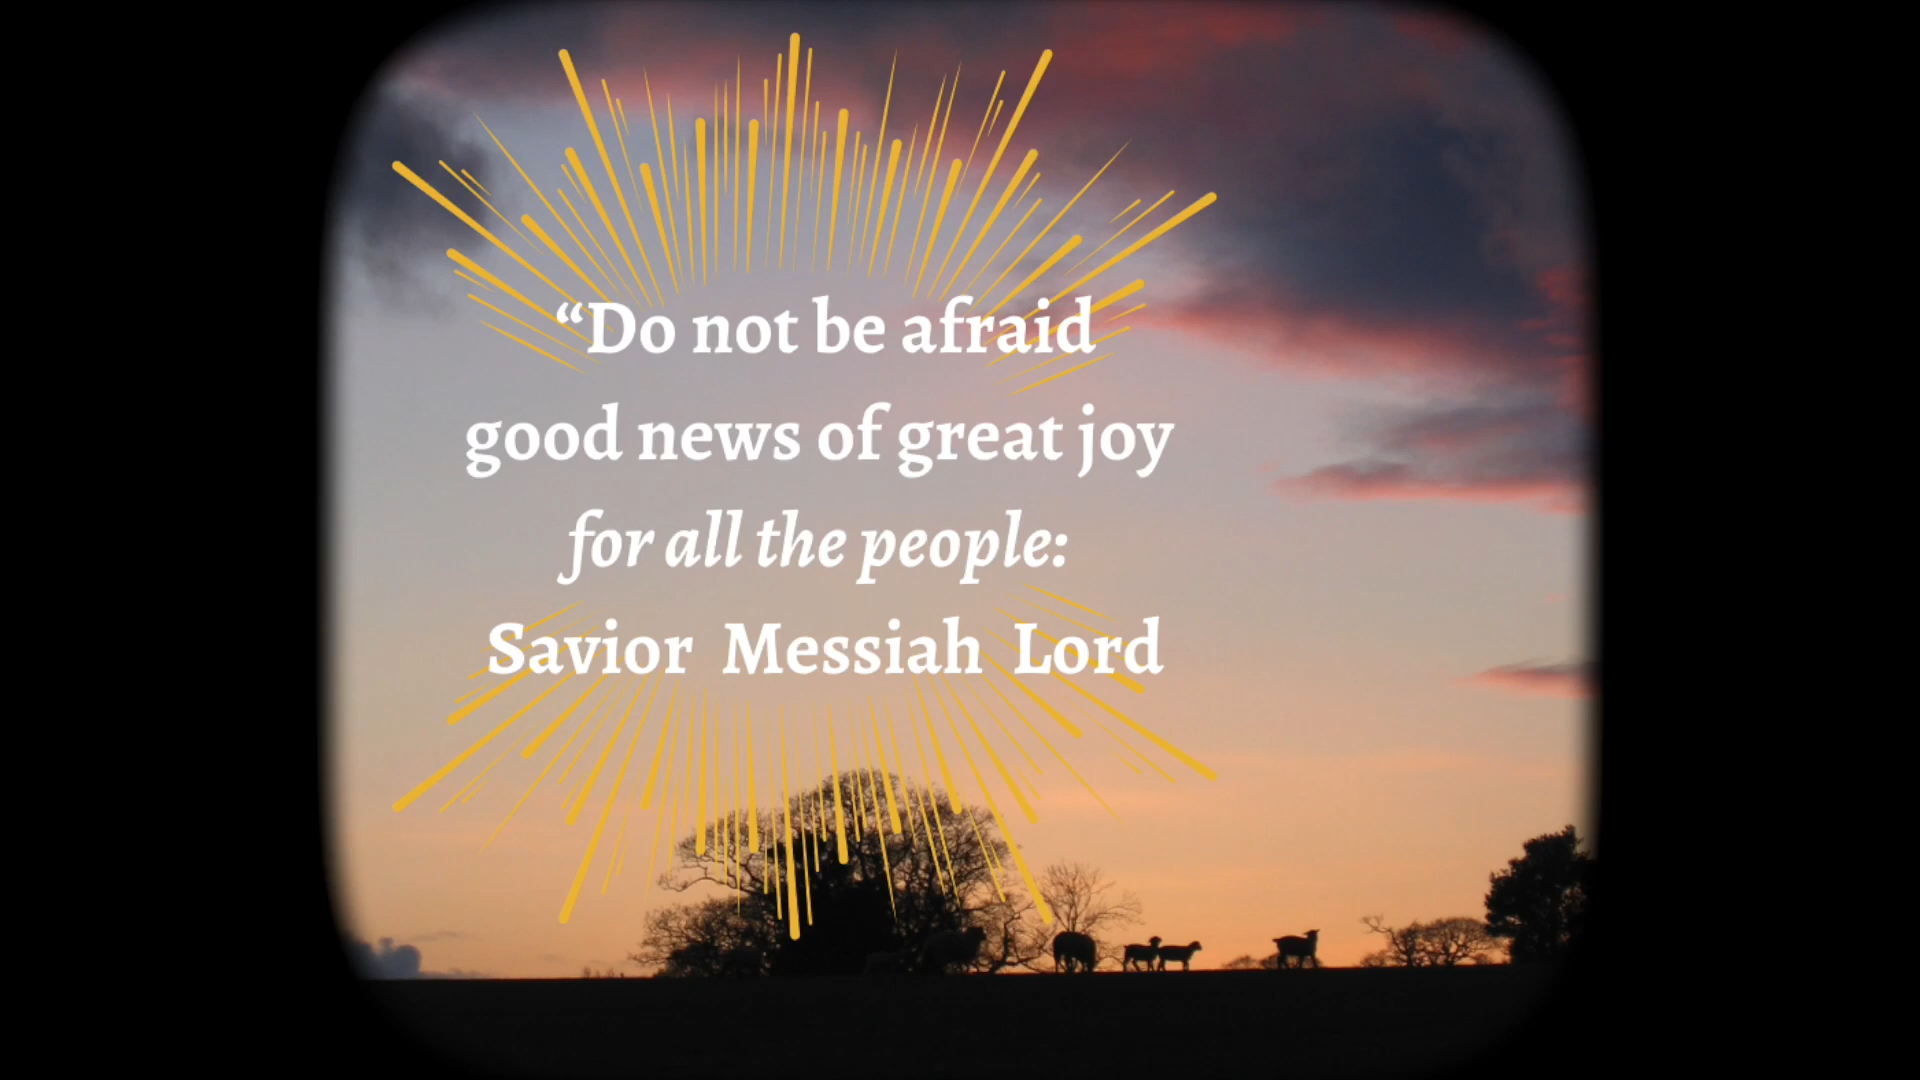 “Do not be afraid
good news of great joy
for all the people:
Savior Messiah Lord